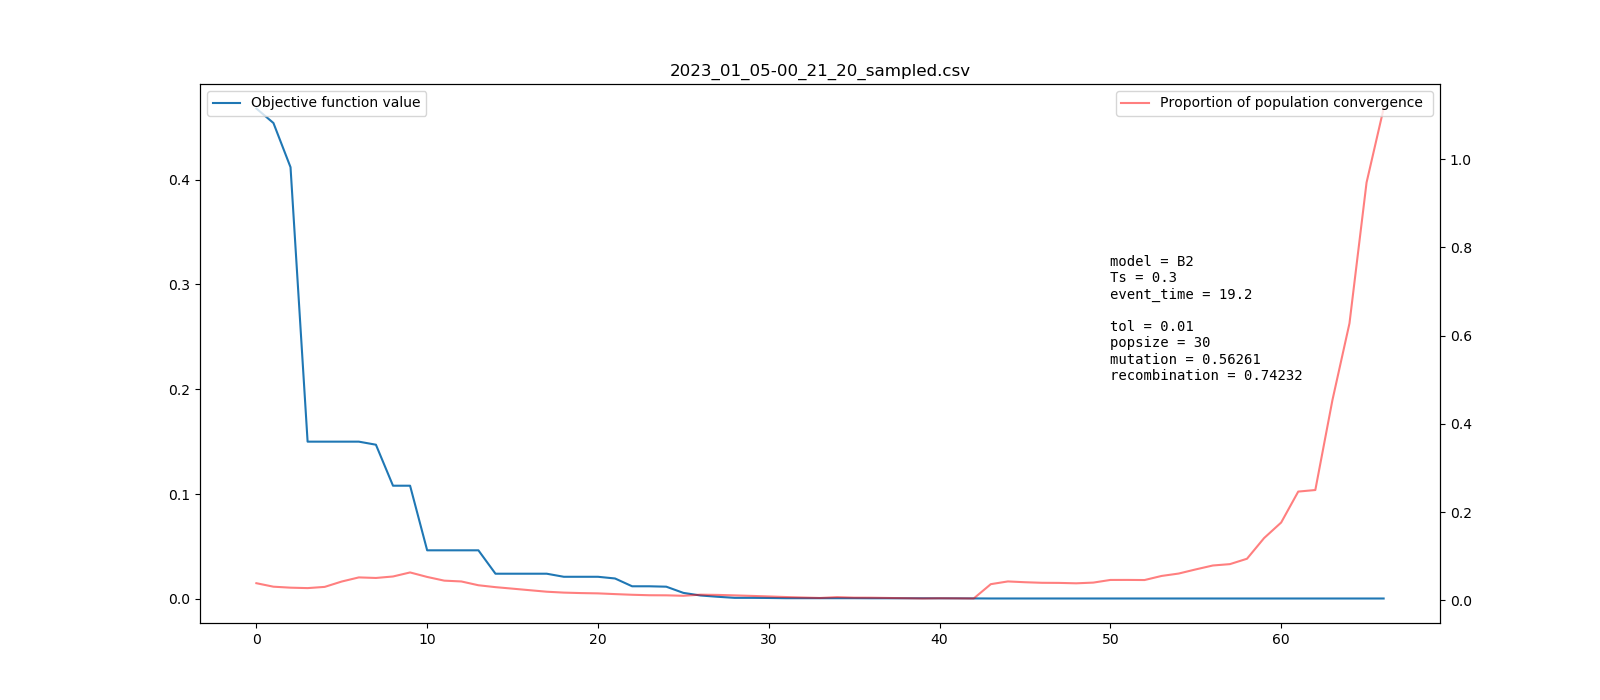 2023_01_05-00_21_20_sampled.csv
Objective function value
Proportion of population convergence
0.4
0.3
0.2
0.1
0.0
1.0
0.8
0.6
0.4
0.2
0.0
model = B2
Ts = 0.3
event_time = 19.2
tol = 0.01
popsize = 30
mutation = 0.56261
recombination = 0.74232
0 10 20 30 40 50 60